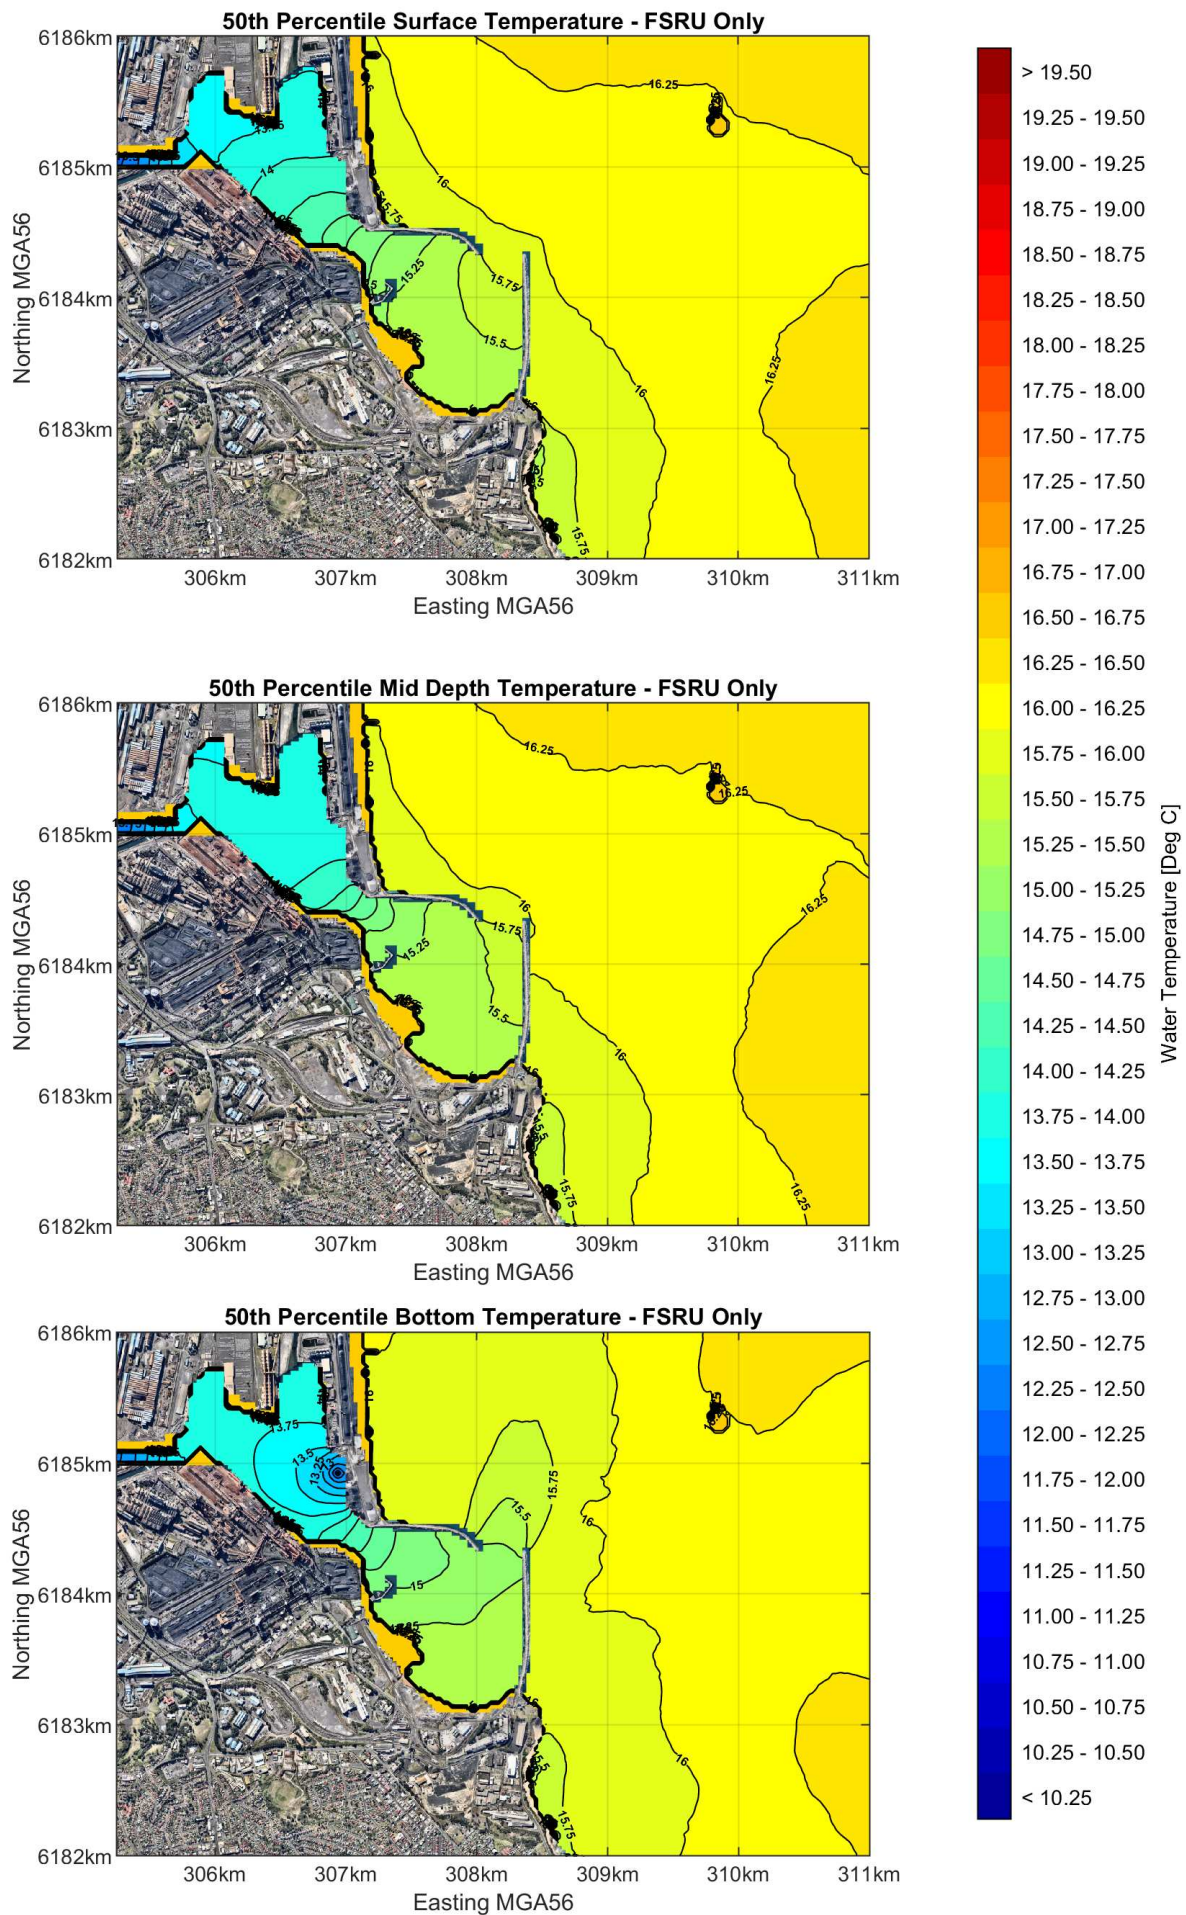 50th Percentile Surface Temperature - FSRU Only
6186km
6185km
6184km
6183km
6182km
Northing MGA56
16.25
16
15.75
14
15.25
15.75
15.5
16
16.25
15.75
306km 307km 308km 309km 310km 311km
Easting MGA56
50th Percentile Mid Depth Temperature - FSRU Only
6186km
6185km
6184km
6183km
6182km
Northing MGA56
16.25
16
16.25
16
15.75
16.25
15.25
15.5
16
15.5
15.75
16.25
306km 307km 308km 309km 310km 311km
Easting MGA56
50th Percentile Bottom Temperature - FSRU Only
6186km
6185km
6184km
6183km
6182km
Northing MGA56
16
13.75
13.5
13.25
13
15.75
15.5
16
15
16
15.5
15.75
306km 307km 308km 309km 310km 311km
Easting MGA56
> 19.50
19.25 - 19.50
19.00 - 19.25
18.75 - 19.00
18.50 - 18.75
18.25 - 18.50
18.00 - 18.25
17.75 - 18.00
17.50 - 17.75
17.25 - 17.50
17.00 - 17.25
16.75 - 17.00
16.50 - 16.75
16.25 - 16.50
16.00 - 16.25
15.75 - 16.00
15.50 - 15.75
15.25 - 15.50
15.00 - 15.25
14.75 - 15.00
14.50 - 14.75
14.25 - 14.50
14.00 - 14.25
13.75 - 14.00
13.50 - 13.75
13.25 - 13.50
13.00 - 13.25
12.75 - 13.00
12.50 - 12.75
12.25 - 12.50
12.00 - 12.25
11.75 - 12.00
11.50 - 11.75
11.25 - 11.50
11.00 - 11.25
10.75 - 11.00
10.50 - 10.75
10.25 - 10.50
< 10.25
Water Temperature [Deg C]